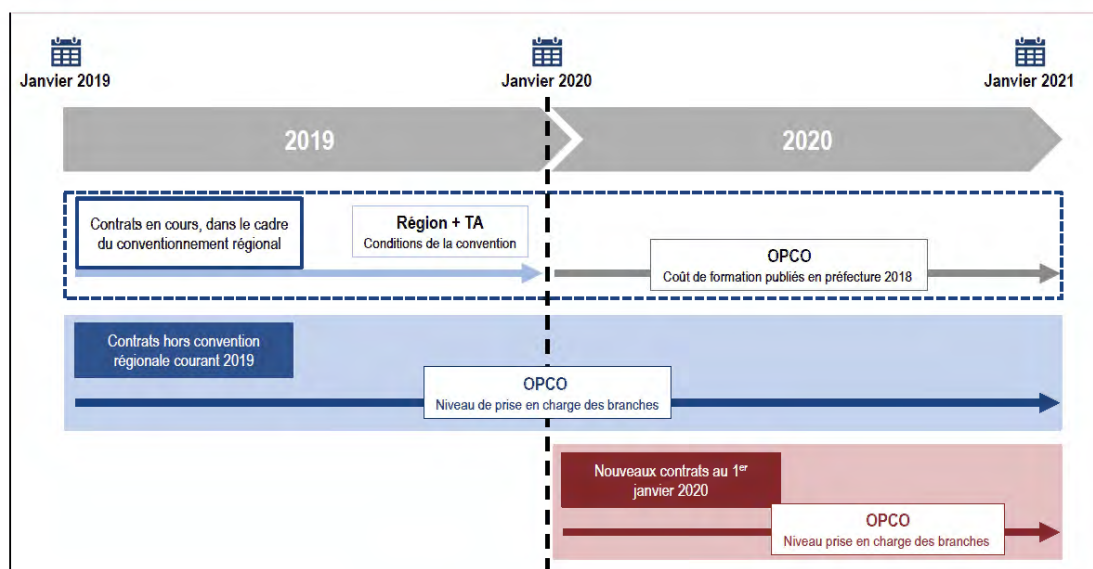 Janvier 2019
Janvier 2020
Janvier 2021
2019
2020
Contrats en cours, dans le cadre
du conventionnement régional
Région + TA
Conditions de la convention
OPCO
Coût de formation publiés en préfecture 2018
Contrats hors convention
régionale courant 2019
OPCO
Niveau de prise en charge des branches
Nouveaux contrats au 1er
janvier 2020
OPCO
Niveau prise en charge des branches